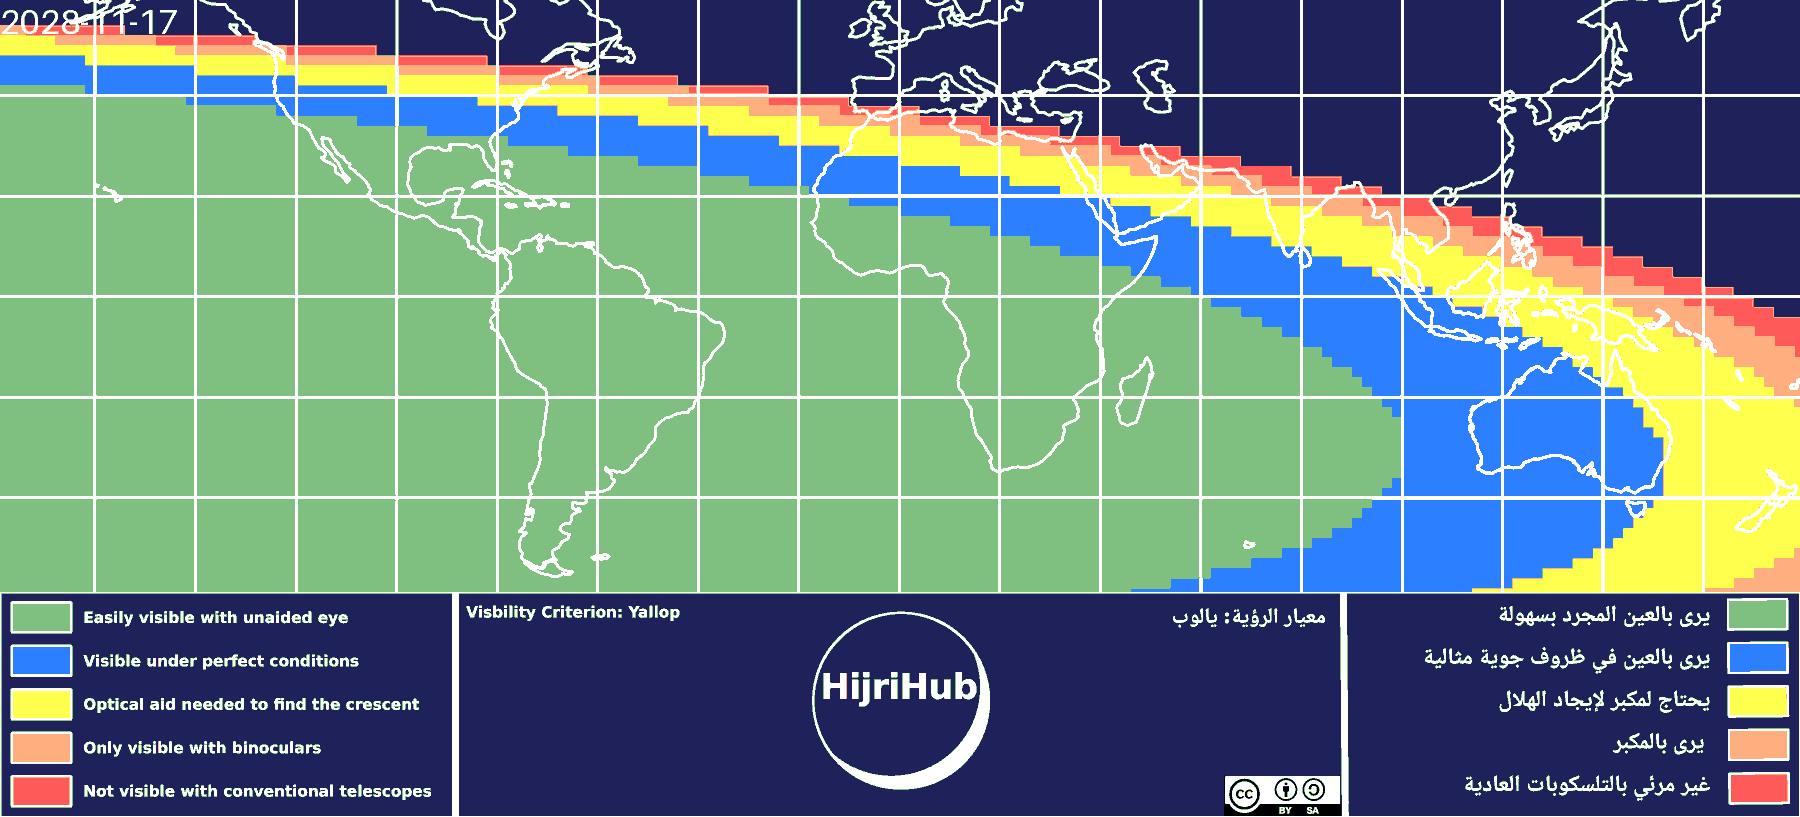 2028-11-17
Easily visible with unaided eye
Visible under perfect conditions
Optical aid needed to find the crescent
Only visible with binoculars
Not visible with conventional telescopes
Visbility Criterion: Yallop
HijriHub
معيار الرؤية: يالوب
cc
BY SA
يرى بالعين المجرد بسهولة
يرى بالعين في ظروف جوية مثالية
يحتاج لمكبر لإيجاد الهلال
يرى بالمكبر
غير مرئي بالتلسكوبات العادية